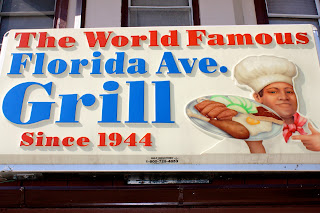 The World Famous
Florida Ave.
Grill
Since 1944